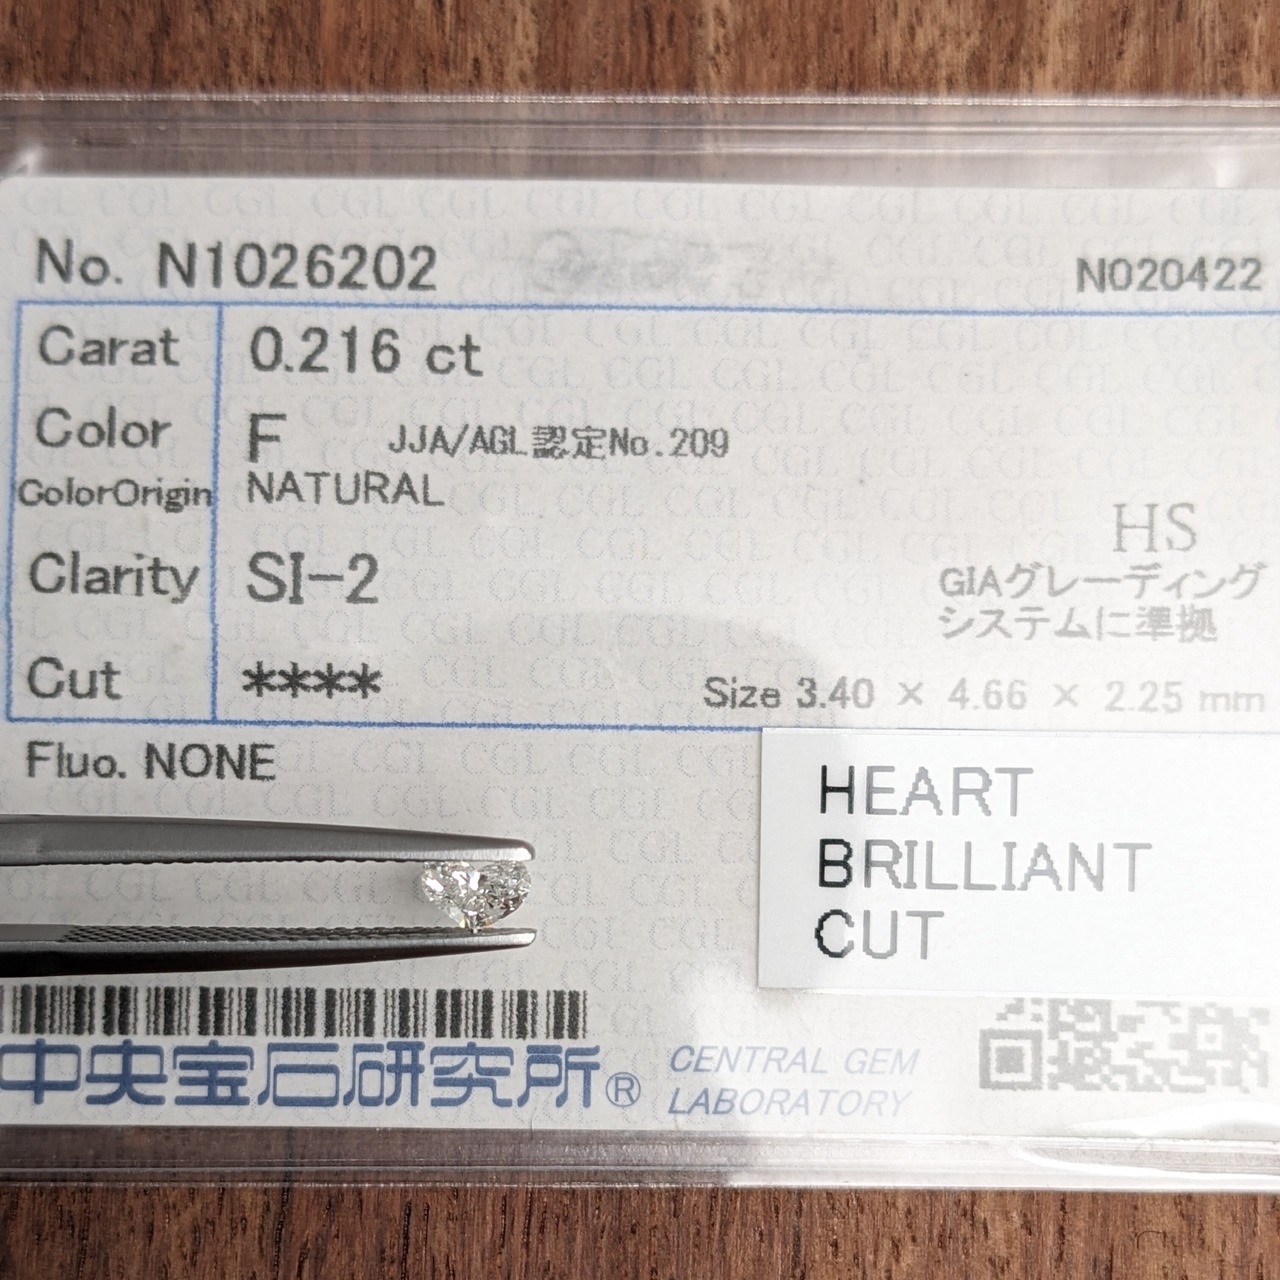 No. N1026202
N020422
Carat 0.216 ct
Color F JJA/AGL認定No.209
ColorOrigin NATURAL
HS
Clarity SI-2
GIAグレーディング
システムに準拠
Cut ****
Size 3.40 × 4.66 × 2.25 mm
Fluo. NONE
HEART
BRILLIANT
CUT
中央宝石研究所®
CENTRAL GEM
LABORATORY